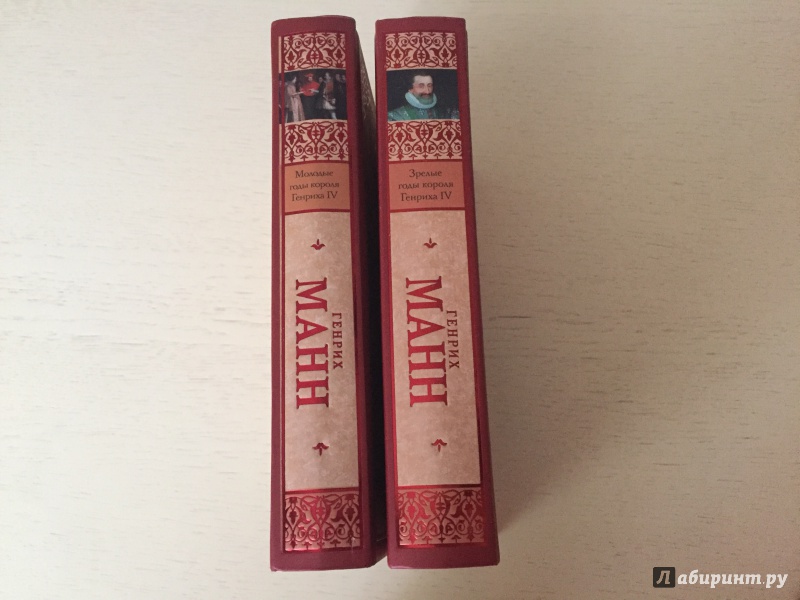 Молодые
годы короля
Генриха IV
ГЕНРИХ
МАНН
Зрелые
годы короля
Генриха IV
ГЕНРИХ
МАНН
Лабиринт.ру